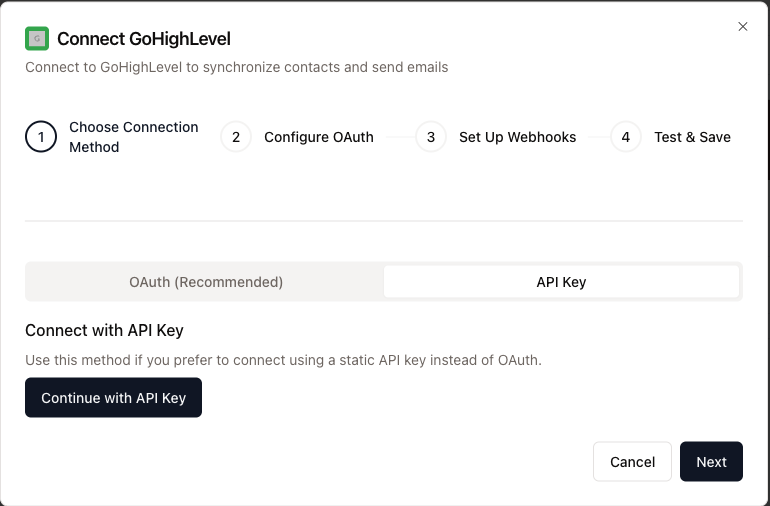 G
Connect GoHighLevel
Connect to GoHighLevel to synchronize contacts and send emails
1
Choose Connection
Method
2
Configure OAuth
3
Set Up Webhooks
4
Test & Save
OAuth (Recommended)
API Key
Connect with API Key
Use this method if you prefer to connect using a static API key instead of OAuth.
Continue with API Key
Cancel
Next